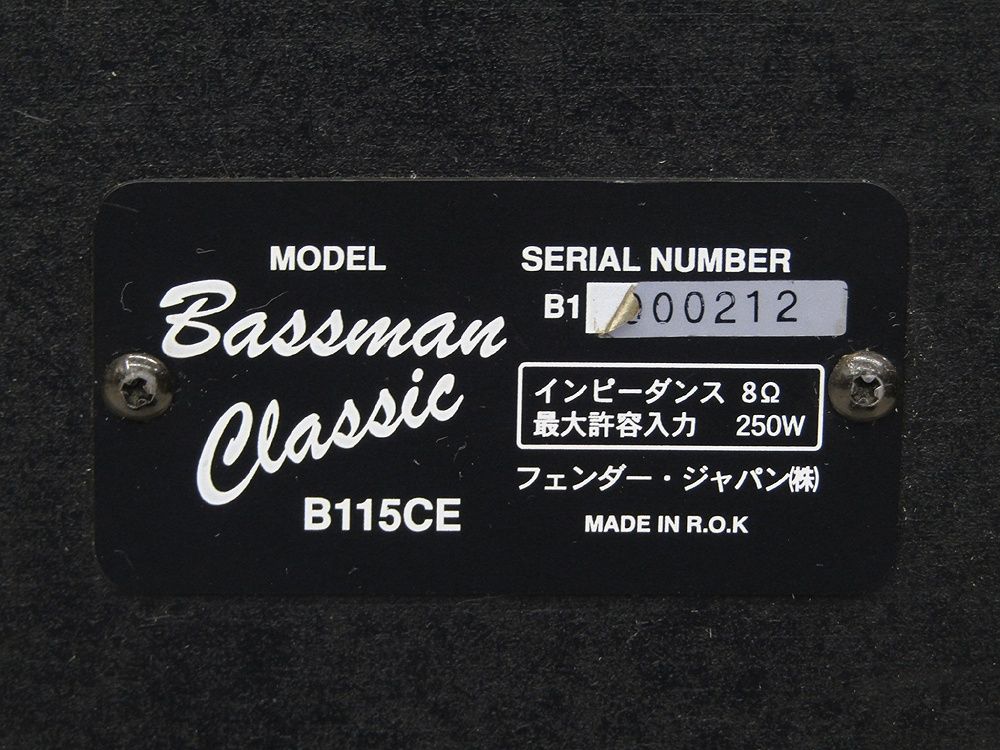 MODEL
Bassman
Classic
B115CE
SERIAL NUMBER
B1 000212
インピーダンス 8Ω
最大許容入力 250W
フェンダー・ジャパン㈱
MADE IN R.O.K